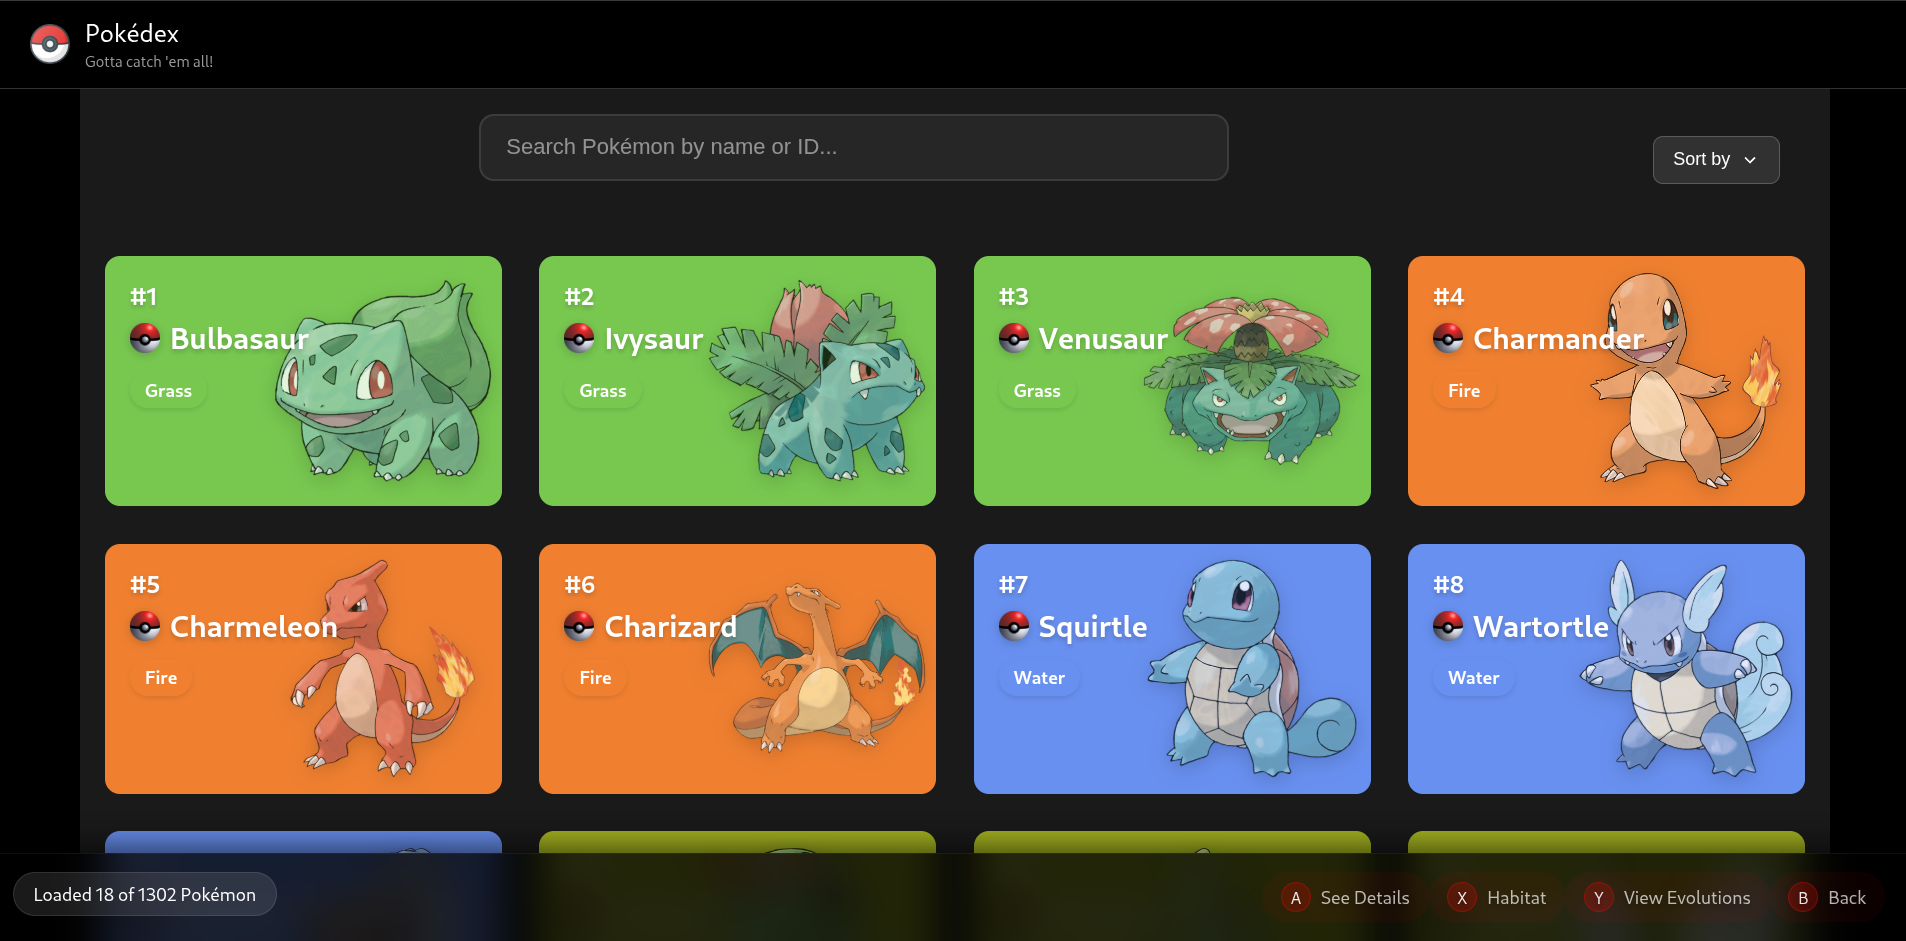 Pokédex
Gotta catch 'em all!
Search Pokémon by name or ID...
Sort by
#1
Bulbasaur
Grass
#2
Ivysaur
Grass
#3
Venusaur
Grass
#4
Charmander
Fire
#5
Charmeleon
Fire
#6
Charizard
Fire
#7
Squirtle
Water
#8
Wartortle
Water
Loaded 18 of 1302 Pokémon
A See Details
X Habitat
Y View Evolutions
B Back